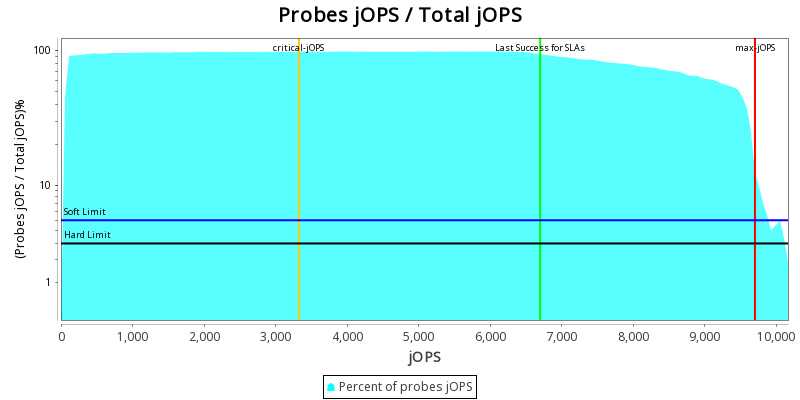 Probes jOPS / Total jOPS
critical-jOPS
Last Success for SLAs
max-jOPS
100
10
1
(Probes jOPS / Total jOPS)%
Soft Limit
Hard Limit
0
1,000
2,000
3,000
4,000
5,000
6,000
7,000
8,000
9,000
10,000
jOPS
Percent of probes jOPS